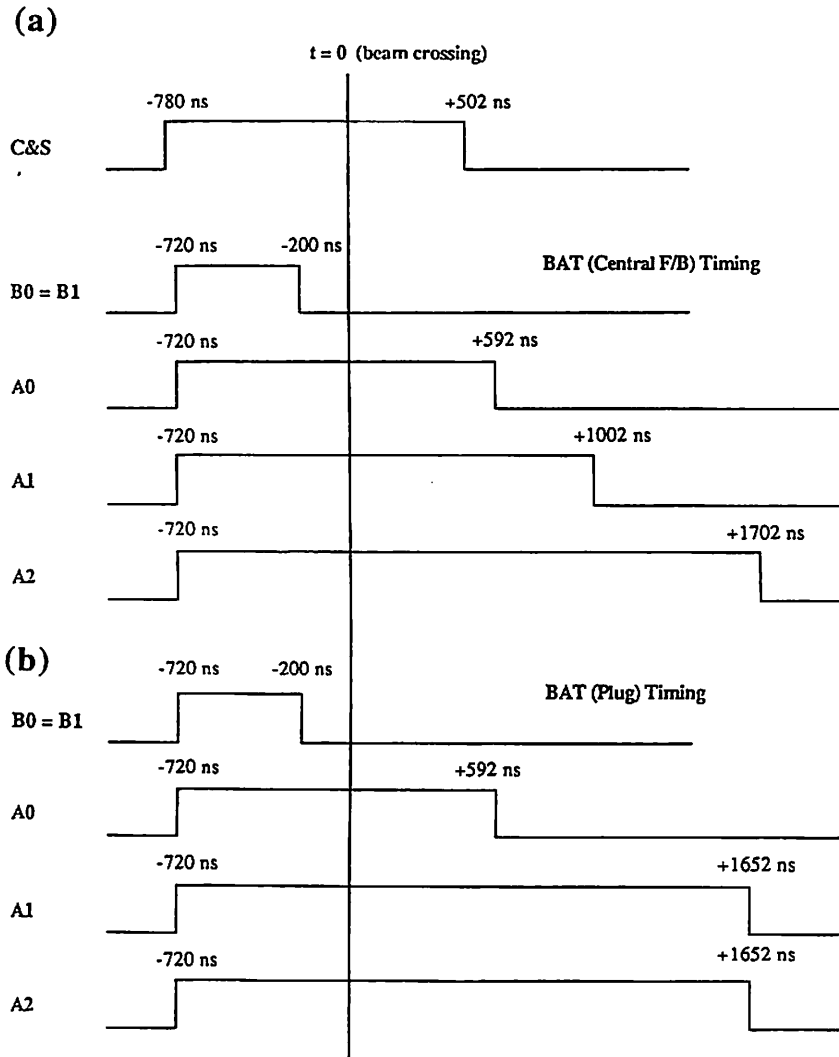 (a)
t = 0 (beam crossing)
-780 ns +502 ns
C&S
-720 ns -200 ns
BAT (Central F/B) Timing
B0 = B1
-720 ns +592 ns
A0
-720 ns +1002 ns
A1
-720 ns +1702 ns
A2
(b)
-720 ns -200 ns
BAT (Plug) Timing
B0 = B1
-720 ns +592 ns
A0
-720 ns +1652 ns
A1
-720 ns +1652 ns
A2